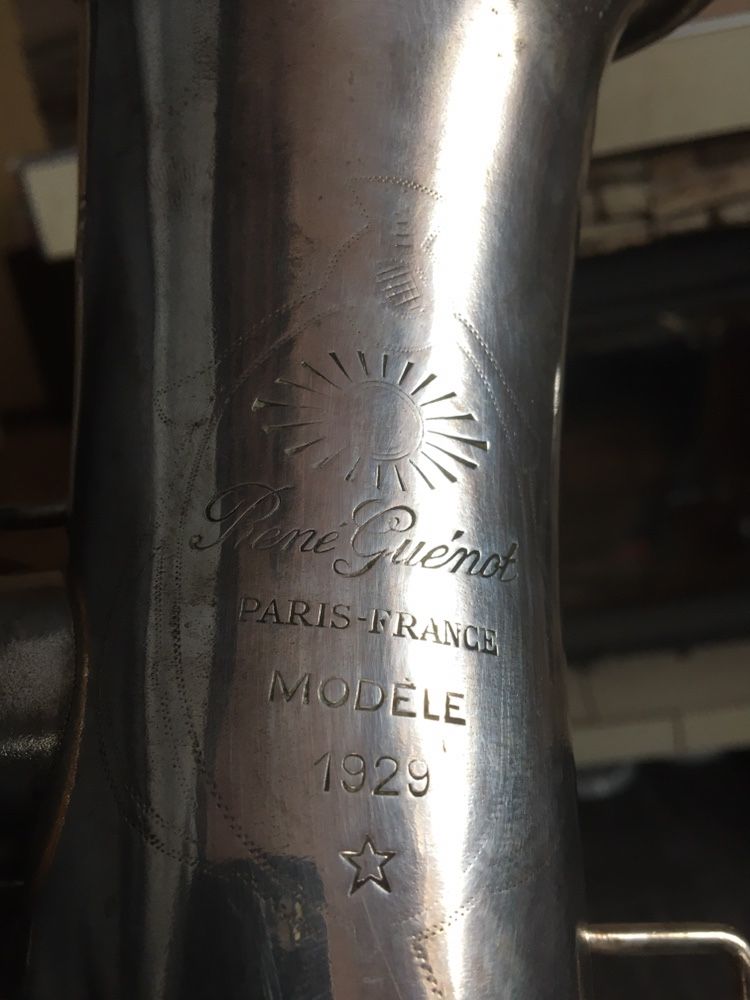 René Guénot
PARIS-FRANCE
MODÈLE
1929